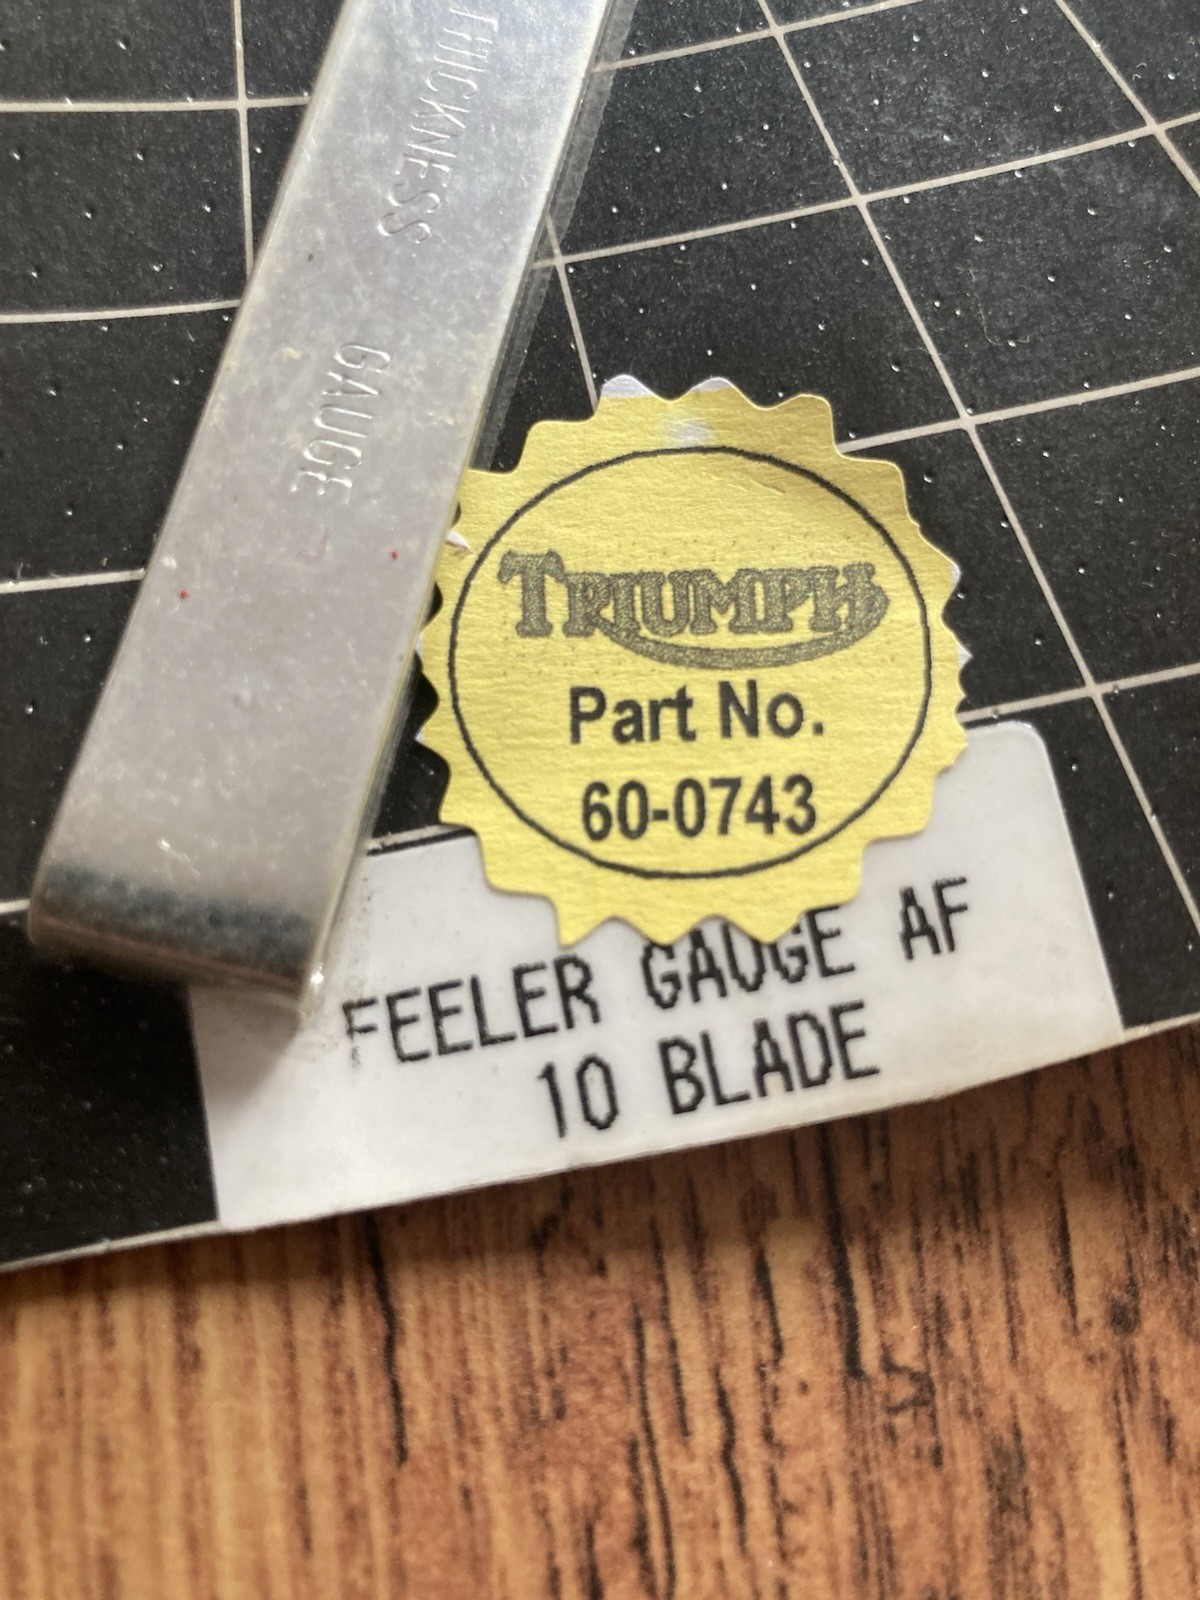 THICKNESS
GAUGE
TRIUMPH
Part No.
60-0743
FEELER GAUGE AF
10 BLADE